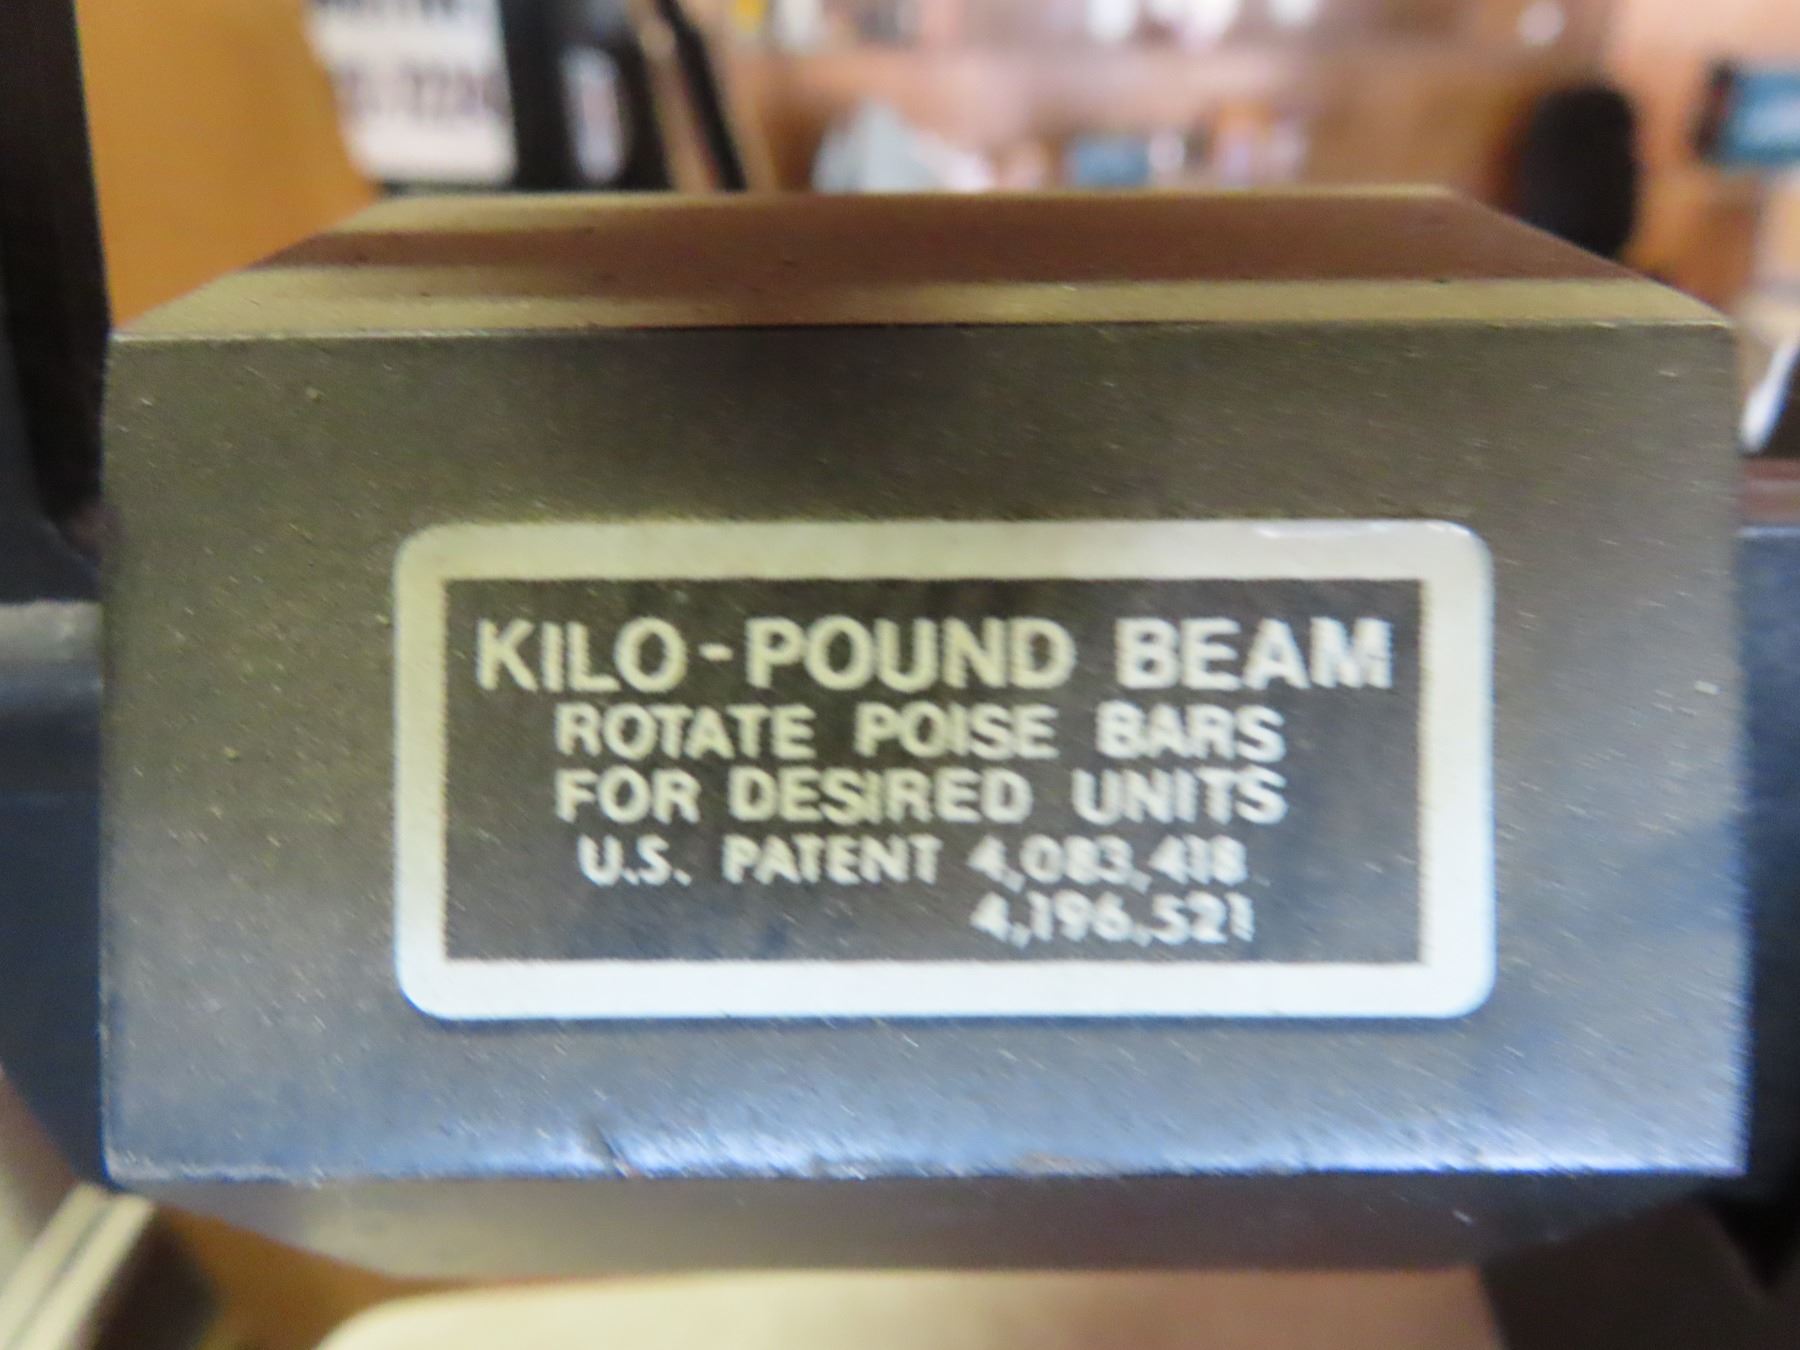 KILO-POUND BEAM
ROTATE POISE BARS
FOR DESIRED UNITS
U.S. PATENT 4,083,418
4,196,521